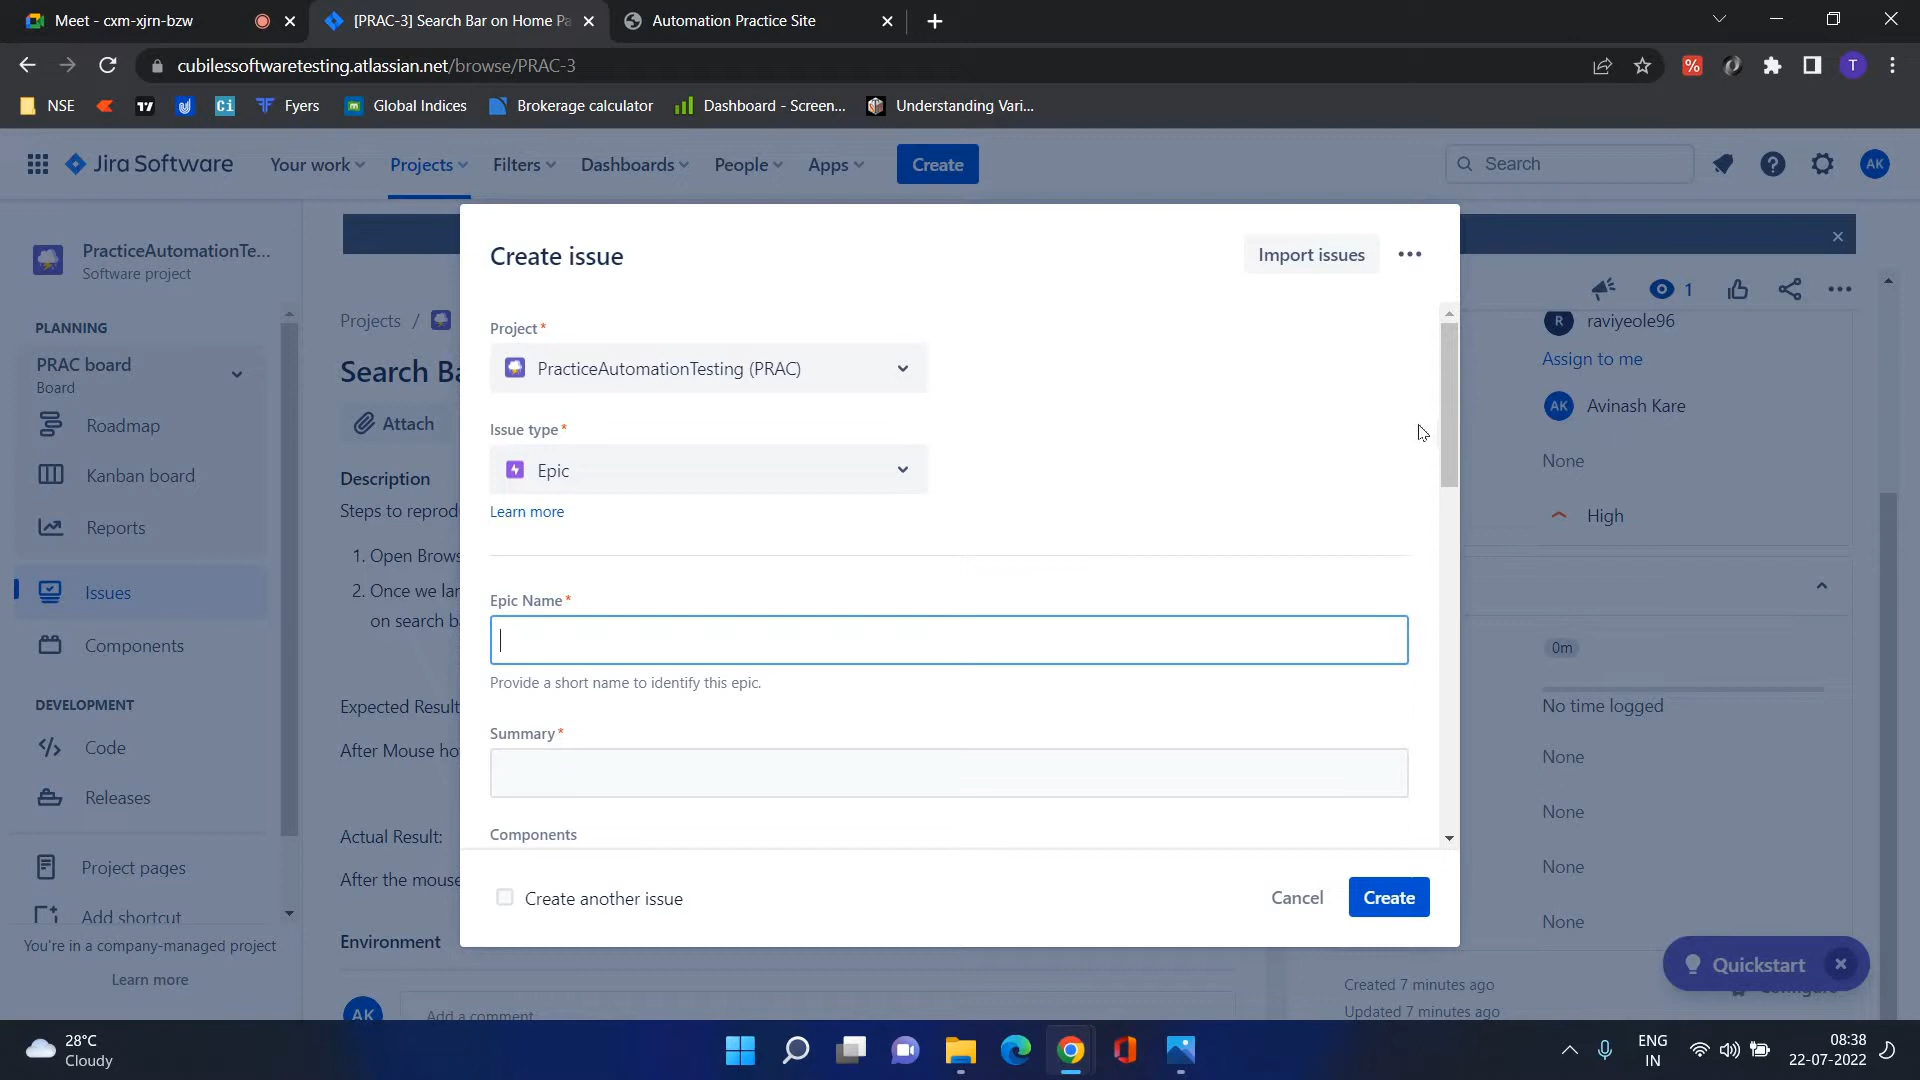 Meet - cxm-xjrn-bzw
[PRAC-3] Search Bar on Home Pa
Automation Practice Site
cubilessoftwaretesting.atlassian.net/browse/PRAC-3
T
NSE
Ci
Fyers
Global Indices
Brokerage calculator
Dashboard - Screen...
Understanding Vari...
Jira Software
Your work
Projects
Filters
Dashboards
People
Apps
Create
Search
AK
PracticeAutomationTe...
Software project
PLANNING
PRAC board
Board
Roadmap
Kanban board
Reports
Issues
Components
DEVELOPMENT
Code
Releases
Project pages
Add shortcut
You're in a company-managed project
Learn more
Projects /
Search Ba
Attach
Description
Steps to reprod
1. Open Brows
2. Once we lan
on search ba
Expected Result
After Mouse ho
Actual Result:
After the mouse
Environment
AK
Add a comment
Create issue
Import issues
Project*
PracticeAutomationTesting (PRAC)
Issue type*
Epic
Learn more
Epic Name*
Provide a short name to identify this epic.
Summary*
Components
Create another issue
Cancel
Create
1
R
raviyeole96
Assign to me
AK
Avinash Kare
None
High
0m
No time logged
None
None
None
None
Quickstart
Created 7 minutes ago
Updated 7 minutes ago
28°C
Cloudy
ENG
IN
08:38
22-07-2022